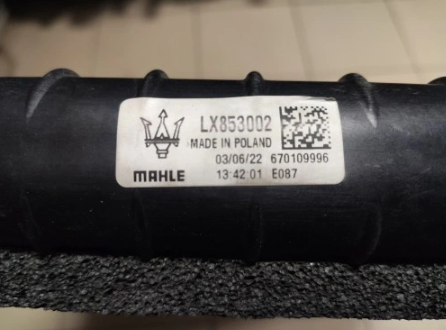 LX853002
MADE IN POLAND
03/06/22 670109996
MAHLE 13:42:01 E087